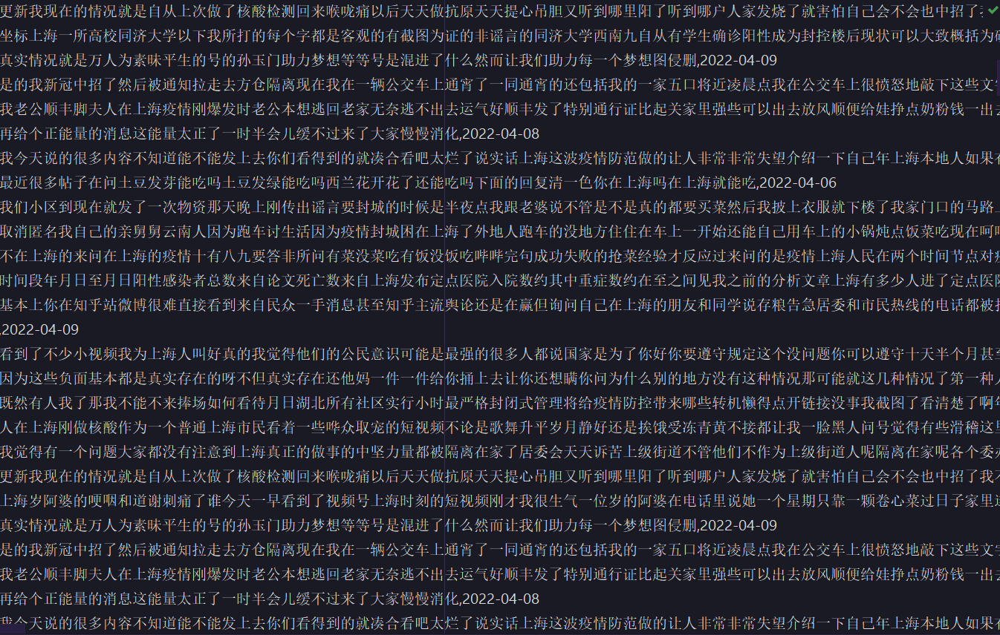 更新我现在的情况就是自从上次做了核酸检测回来喉咙痛以后天天做抗原天天提心吊胆又听到哪里阳了听到哪户人家发烧了就害怕自己会不会也中招了
坐标上海一所高校同济大学以下我所打的每个字都是客观的有截图为证的非谣言的同济大学西南九自从有学生确诊阳性成为封控楼后现状可以大致概括为
真实情况就是万人为素昧平生的号的孙玉门助力梦想等等号是混进了什么然而让我们助力每一个梦想图侵删,2022-04-09
是的我新冠中招了然后被通知拉走去方仓隔离现在我在一辆公交车上通宵了一同通宵的还包括我的一家五口将近凌晨点我在公交车上很愤怒地敲下这些文
我老公顺丰脚夫人在上海疫情刚爆发时老公本想逃回老家无奈逃不出去运气好顺丰发了特别通行证比起关家里强些可以出去放风顺便给娃挣点奶粉钱一出
再给个正能量的消息这能量太正了一时半会儿缓不过来了大家慢慢消化,2022-04-08
我今天说的很多内容不知道能不能发上去你们看得到的就凑合看吧太烂了说实话上海这波疫情防范做的让人非常非常失望介绍一下自己年上海本地人如果
最近很多帖子在问土豆发芽能吃吗土豆发绿能吃吗西兰花开花了还能吃吗下面的回复清一色你在上海吗在上海就能吃,2022-04-06
我们小区到现在就发了一次物资那天晚上刚传出谣言要封城的时候是半夜点我跟老婆说不管是不是真的都要买菜然后我披上衣服就下楼了我家门口的马路
取消匿名我自己的亲舅舅云南人因为跑车讨生活因为疫情封城困在上海了外地人跑车的没地方住住在车上一开始还能自己用车上的小锅炖点饭菜吃现在呵
不在上海的来问在上海的疫情十有八九要答非所问有菜没菜吃有饭没饭吃哔哔完句成功失败的抢菜经验才反应过来问的是疫情上海人民在两个时间节点对
时间段年月日至月日阳性感染者总数来自论文死亡数来自上海发布定点医院入院数约其中重症数约在至之间见我之前的分析文章上海有多少人进了定点医
基本上你在知乎站微博很难直接看到来自民众一手消息甚至知乎主流舆论还是在赢但询问自己在上海的朋友和同学说存粮告急居委和市民热线的电话都被
,2022-04-09
看到了不少小视频我为上海人叫好真的我觉得他们的公民意识可能是最强的很多人都说国家是为了你好你要遵守规定这个没问题你可以遵守十天半个月甚
因为这些负面基本都是真实存在的呀不但真实存在还他妈一件一件给你捅上去让你还想瞒你问为什么别的地方没有这种情况那可能就这几种情况了第一种
既然有人我了那我不能不来捧场如何看待月日湖北所有社区实行小时最严格封闭式管理将给疫情防控带来哪些转机懒得点开链接没事我截图了看清楚了啊
人在上海刚做核酸作为一个普通上海市民看着一些哗众取宠的短视频不论是歌舞升平岁月静好还是挨饿受冻青黄不接都让我一脸黑人问号觉得有些滑稽这
我觉得有一个问题大家都没有注意到上海真正的做事的中坚力量都被隔离在家了居委会天天诉苦上级街道不管他们不作为上级街道人呢隔离在家呢各个委
更新我现在的情况就是自从上次做了核酸检测回来喉咙痛以后天天做抗原天天提心吊胆又听到哪里阳了听到哪户人家发烧了就害怕自己会不会也中招了我
上海岁阿婆的哽咽和道谢刺痛了谁今天一早看到了视频号上海时刻的短视频刚才我很生气一位岁的阿婆在电话里说她一个星期只靠一颗卷心菜过日子家里
真实情况就是万人为素昧平生的号的孙玉门助力梦想等等号是混进了什么然而让我们助力每一个梦想图侵删,2022-04-09
是的我新冠中招了然后被通知拉走去方仓隔离现在我在一辆公交车上通宵了一同通宵的还包括我的一家五口将近凌晨点我在公交车上很愤怒地敲下这些文
我老公顺丰脚夫人在上海疫情刚爆发时老公本想逃回老家无奈逃不出去运气好顺丰发了特别通行证比起关家里强些可以出去放风顺便给娃挣点奶粉钱一出
再给个正能量的消息这能量太正了一时半会儿缓不过来了大家慢慢消化,2022-04-08
我今天说的很多内容不知道能不能发上去你们看得到的就凑合看吧太烂了说实话上海这波疫情防范做的让人非常非常失望介绍一下自己年上海本地人如果